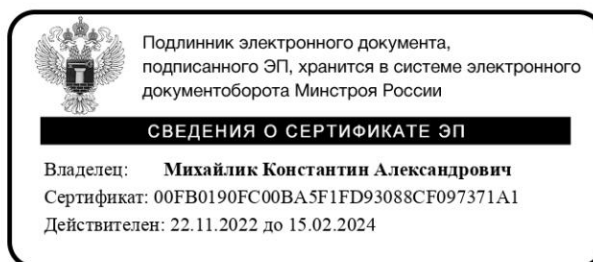 Подлинник электронного документа,
подписанного ЭП, хранится в системе электронного
документоборота Минстроя России
СВЕДЕНИЯ О СЕРТИФИКАТЕ ЭП
Владелец: Михайлик Константин Александрович
Сертификат: 00FB0190FC00BA5F1FD93088CF097371A1
Действителен: 22.11.2022 до 15.02.2024